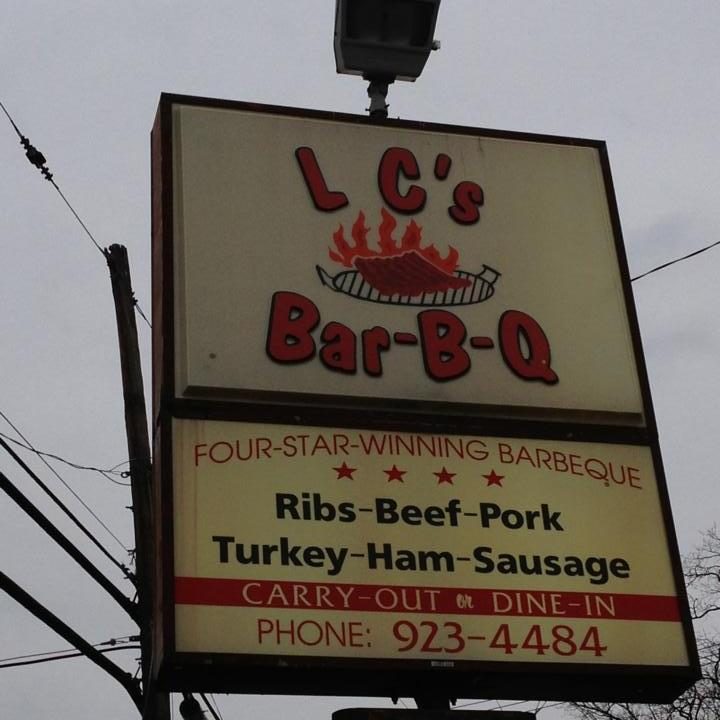 L C's
Bar-B-Q
FOUR-STAR-WINNING BARBEQUE
Ribs-Beef-Pork
Turkey-Ham-Sausage
CARRY-OUT or DINE-IN
PHONE: 923-4484